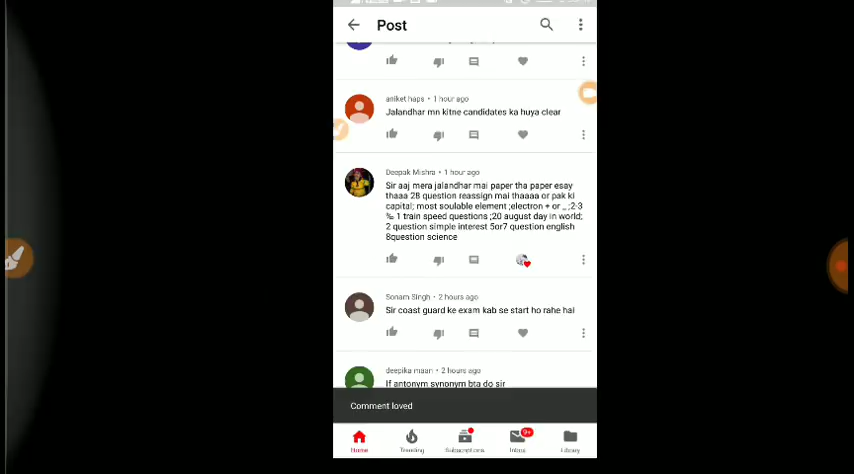 Post
aniket haps • 1 hour ago
Jalandhar mn kitne candidates ka huya clear
Deepak Mishra • 1 hour ago
Sir aaj mera jalandhar mai paper tha paper esay
thaaa 28 question reassign mai thaaaa or pak ki
capital; most soulable element ;electron + or _ ;2-3
‰ 1 train speed questions ;20 august day in world;
2 question simple interest 5or7 question english
8question science
Sonam Singh • 2 hours ago
Sir coast guard ke exam kab se start ho rahe hai
deepika maan • 2 hours ago
If antonym synonym bta do sir
Comment loved
9+
Home Trending Subscriptions Inbox Library